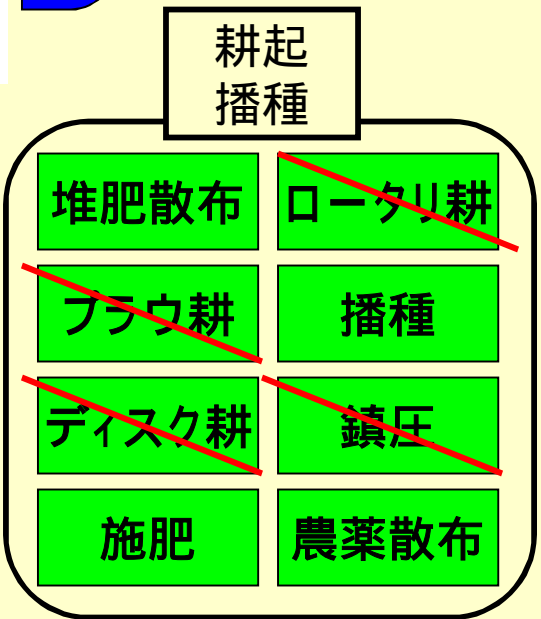 耕起
播種
堆肥散布
ロータリ耕
プラウ耕
播種
ディスク耕
鎮圧
施肥
農薬散布